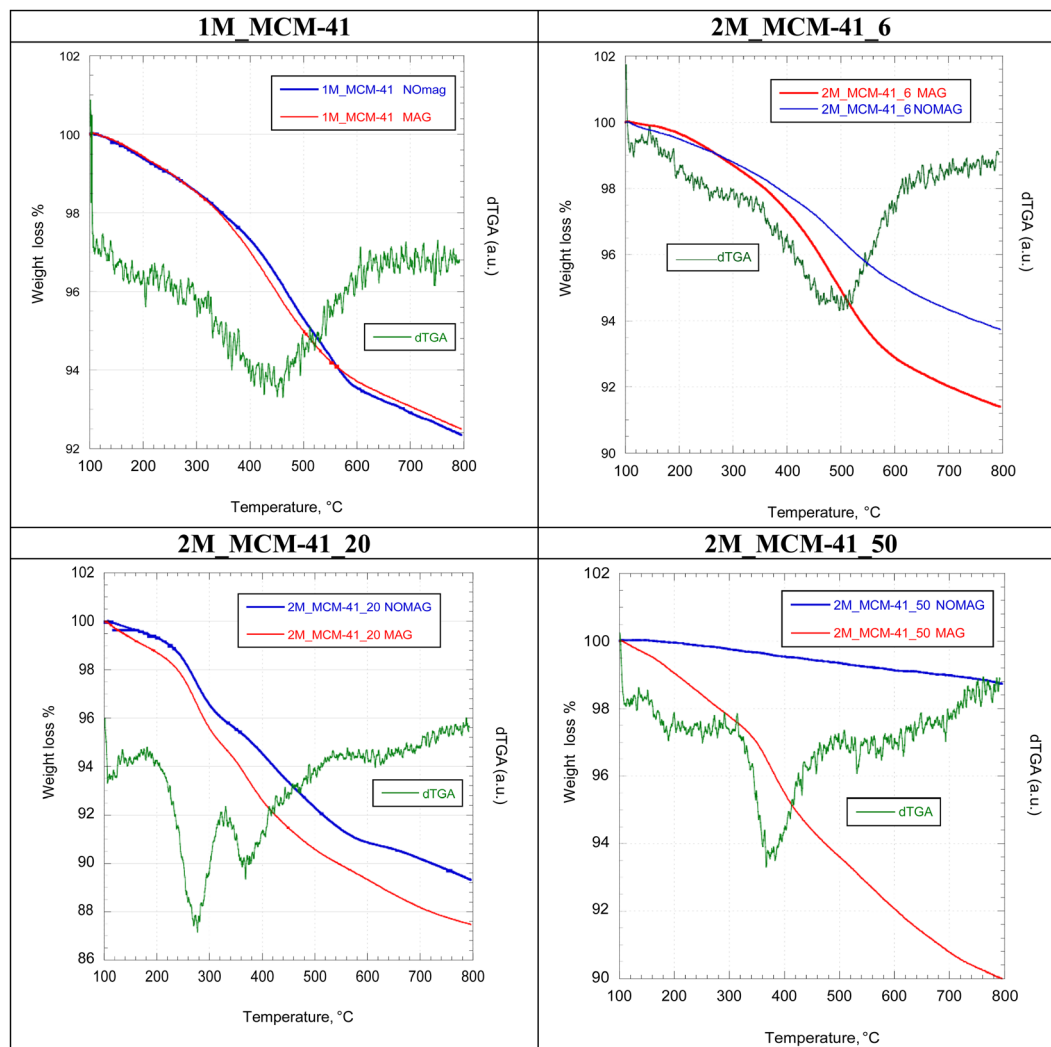 1M_MCM-41
102
100
98
96
94
92
100 200 300 400 500 600 700 800
Weight loss %
dTGA (a.u.)
Temperature, °C
1M_MCM-41 NOmag
1M_MCM-41 MAG
dTGA
2M_MCM-41_6
102
100
98
96
94
92
90
100 200 300 400 500 600 700 800
Weight loss %
dTGA (a.u.)
Temperature, °C
2M_MCM-41_6 MAG
2M_MCM-41_6 NOMAG
dTGA
2M_MCM-41_20
102
100
98
96
94
92
90
88
86
100 200 300 400 500 600 700 800
Weight loss %
dTGA (a.u.)
Temperature, °C
2M_MCM-41_20 NOMAG
2M_MCM-41_20 MAG
dTGA
2M_MCM-41_50
102
100
98
96
94
92
90
100 200 300 400 500 600 700 800
Weight loss %
dTGA (a.u.)
Temperature, °C
2M_MCM-41_50 NOMAG
2M_MCM-41_50 MAG
dTGA